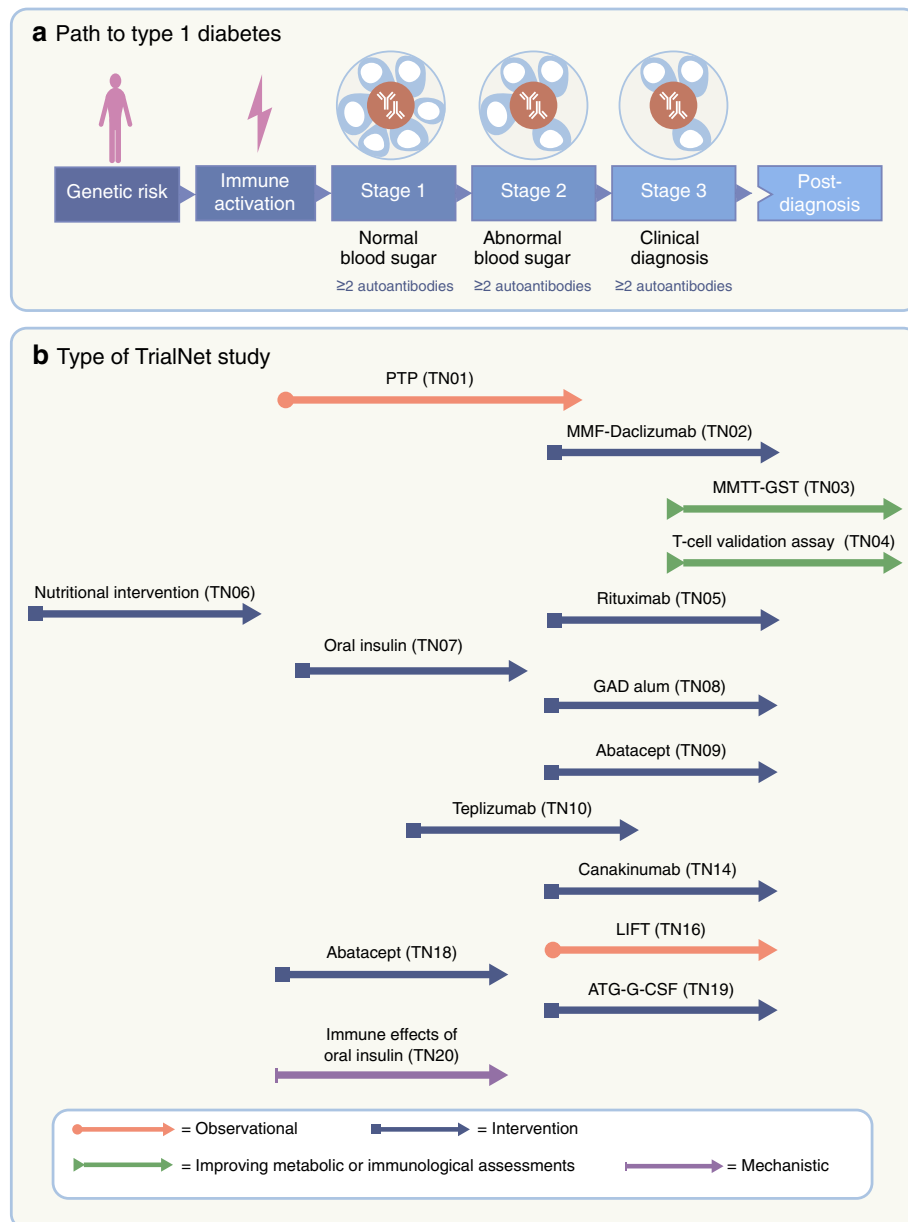 a Path to type 1 diabetes
Genetic risk
Immune
activation
Stage 1
Stage 2
Stage 3
Post-
diagnosis
Normal
blood sugar
≥2 autoantibodies
Abnormal
blood sugar
≥2 autoantibodies
Clinical
diagnosis
≥2 autoantibodies
b Type of TrialNet study
PTP (TN01)
MMF-Daclizumab (TN02)
MMTT-GST (TN03)
T-cell validation assay (TN04)
Nutritional intervention (TN06)
Rituximab (TN05)
Oral insulin (TN07)
GAD alum (TN08)
Abatacept (TN09)
Teplizumab (TN10)
Canakinumab (TN14)
LIFT (TN16)
Abatacept (TN18)
ATG-G-CSF (TN19)
Immune effects of
oral insulin (TN20)
= Observational
= Intervention
= Improving metabolic or immunological assessments
= Mechanistic